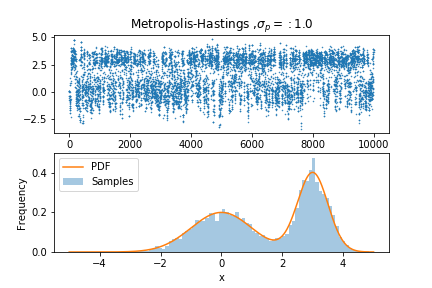 Metropolis-Hastings ,σp = :1.0
5.0
2.5
0.0
−2.5
0 2000 4000 6000 8000 10000
PDF
Samples
Frequency
0.4
0.2
0.0
−4 −2 0 2 4
x